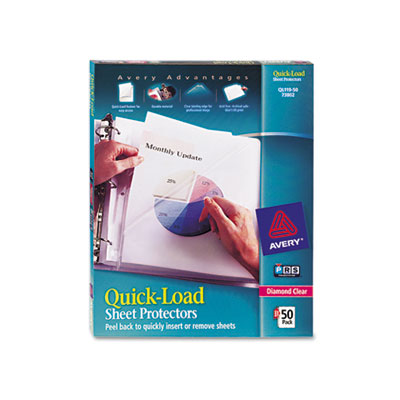 Avery Advantages
Quick-Load
Sheet Protectors
QL119-50
73802
Monthly Update
25%
AVERY
Diamond Clear
50
Pack
Quick-Load
Sheet Protectors
Peel back to quickly insert or remove sheets